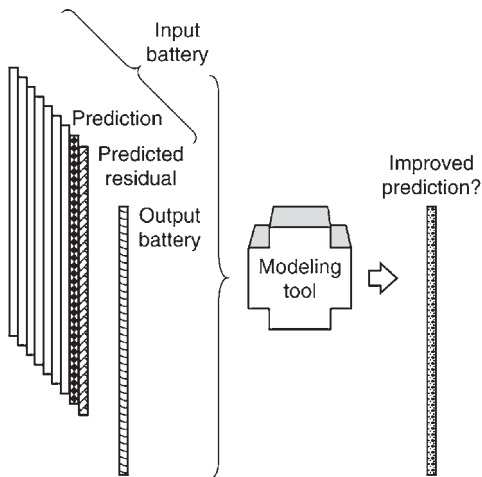 Input
battery
Prediction
Predicted
residual
Output
battery
Modeling
tool
Improved
prediction?